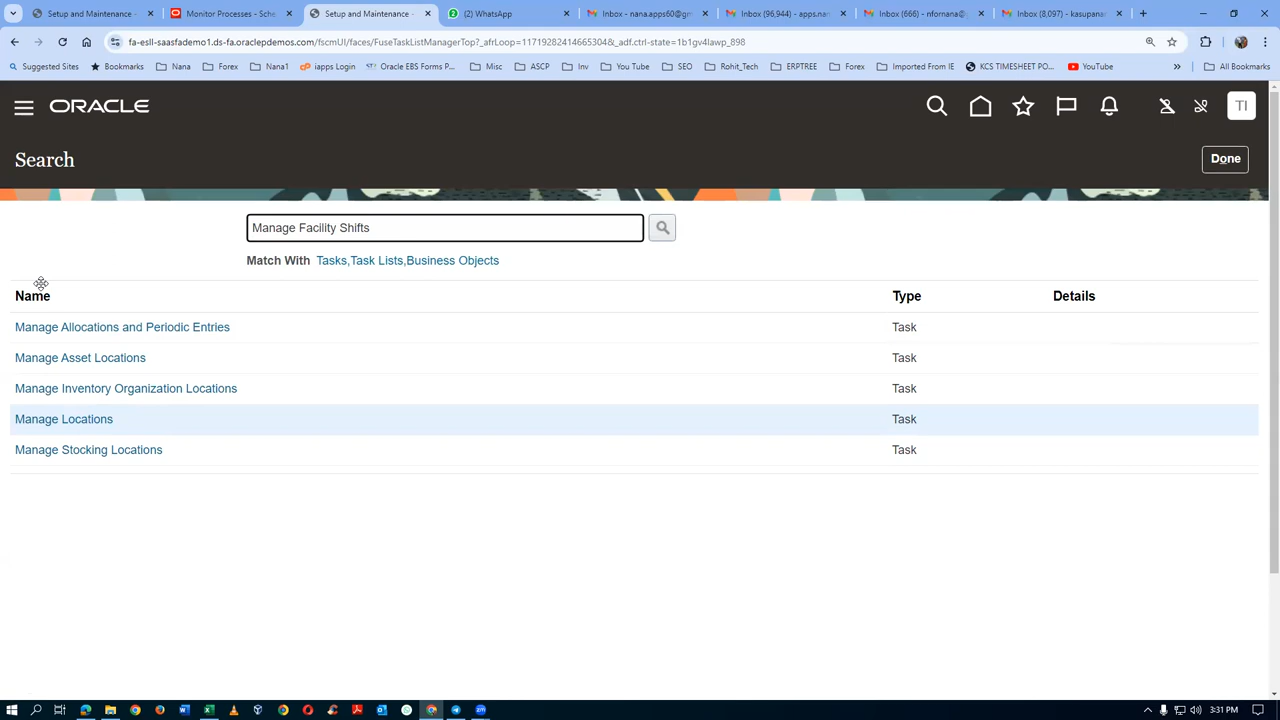 Setup and Maintenance -
Monitor Processes - Sche
Setup and Maintenance -
(2) WhatsApp
Inbox - nana.apps60@gm
Inbox (96,944) - apps.nan
Inbox (666) - nfornana@g
Inbox (8,097) - kasupanan
fa-esll-saasfademo1.ds-fa.oraclepdemos.com/fscmUI/faces/FuseTaskListManagerTop?_afrLoop=1171928241466530&_adf.ctrl-state=1b1gv4lawp_898
Suggested Sites
Bookmarks
Nana
Forex
Nana1
iapps Login
Oracle EBS Forms P...
Misc
ASCP
Inv
You Tube
SEO
Rohit_Tech
ERPTREE
Forex
Imported From IE
KCS TIMESHEET PO...
YouTube
All Bookmarks
ORACLE
TI
Search
Done
Manage Facility Shifts
Match With Tasks,Task Lists,Business Objects
Name Type Details
Manage Allocations and Periodic Entries Task
Manage Asset Locations Task
Manage Inventory Organization Locations Task
Manage Locations Task
Manage Stocking Locations Task
3:31 PM